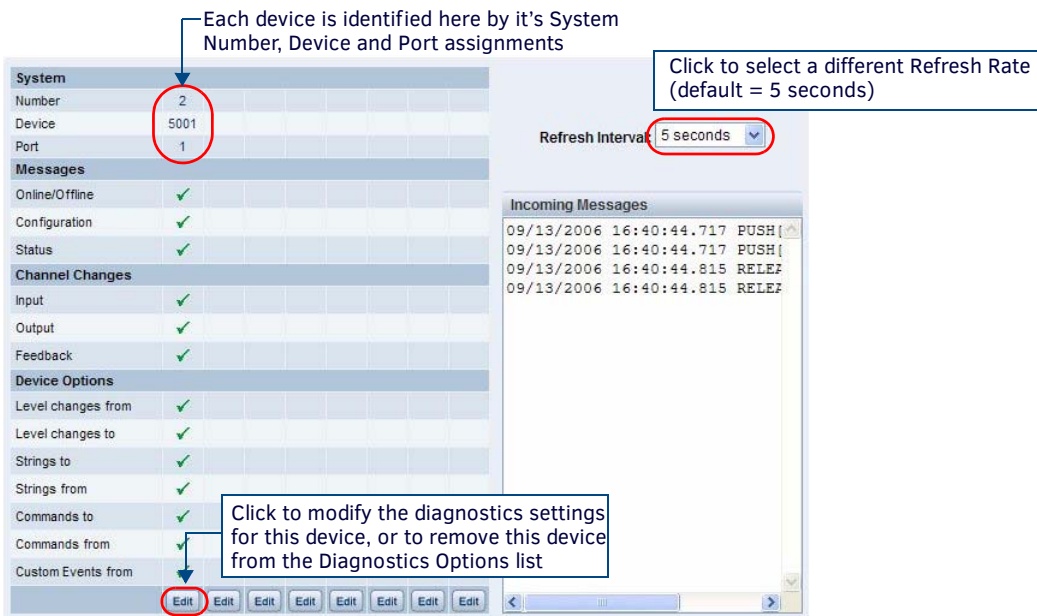 Each device is identified here by it's System
Number, Device and Port assignments
Click to select a different Refresh Rate
(default = 5 seconds)
System
Number 2
Device 5001
Port 1
Messages
Online/Offline
Configuration
Status
Channel Changes
Input
Output
Feedback
Device Options
Level changes from
Level changes to
Strings to
Strings from
Commands to
Commands from
Custom Events from
Click to modify the diagnostics settings
for this device, or to remove this device
from the Diagnostics Options list
Edit Edit Edit Edit Edit Edit Edit Edit
Refresh Interval: 5 seconds
Incoming Messages
09/13/2006 16:40:44.717 PUSH[
09/13/2006 16:40:44.717 PUSH[
09/13/2006 16:40:44.815 RELEA
09/13/2006 16:40:44.815 RELEA